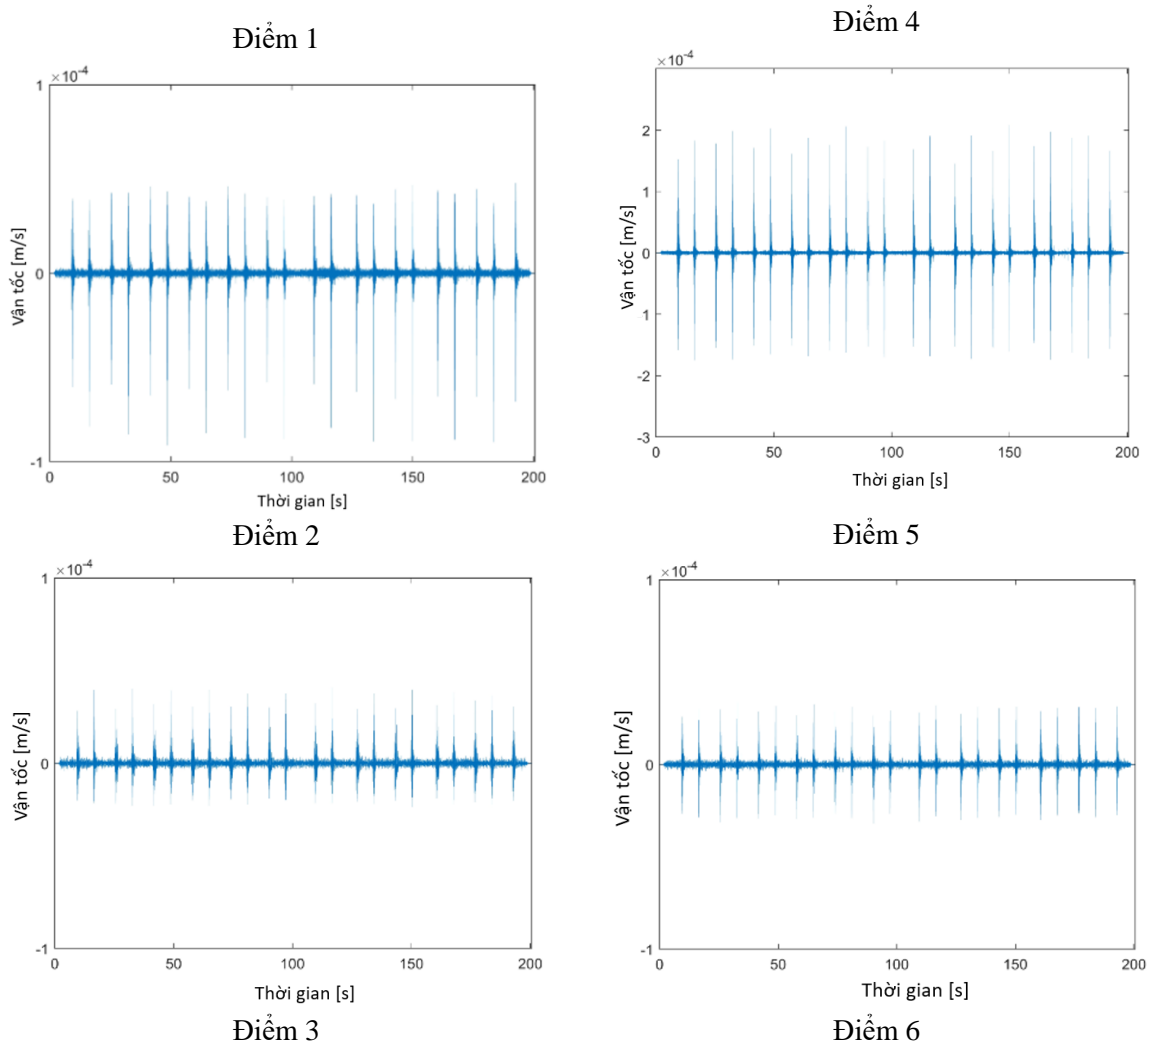 Điểm 1
×10⁻⁴
1
0
-1
Vận tốc [m/s]
0
50
100
150
200
Thời gian [s]
Điểm 4
×10⁻⁴
2
1
0
1
-2
-3
Vận tốc [m/s]
0
50
100
150
200
Thời gian [s]
Điểm 2
×10⁻⁴
1
0
-1
Vận tốc [m/s]
0
50
100
150
200
Thời gian [s]
Điểm 5
×10⁻⁴
1
0
-1
Vận tốc [m/s]
0
50
100
150
200
Thời gian [s]
Điểm 3
Điểm 6